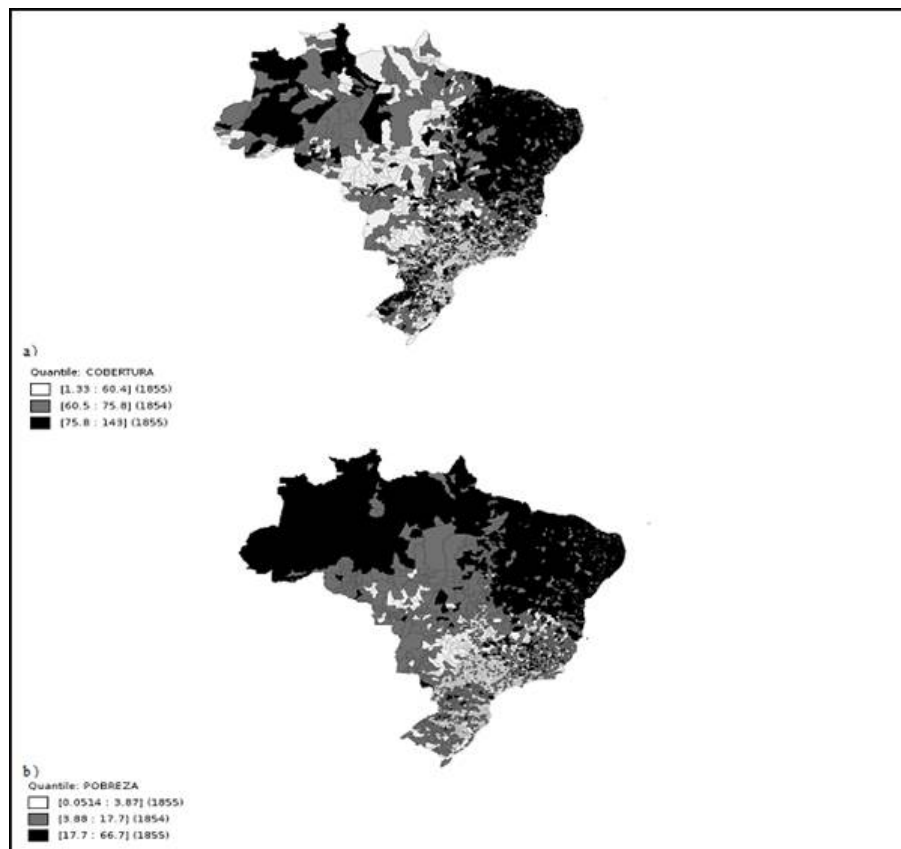 a)
Quantile: COBERTURA
[1.33 : 60.4] (1855)
[60.5 : 75.8] (1854)
[75.8 : 143] (1855)
b)
Quantile: POBREZA
[0.0514 : 3.87] (1855)
[3.88 : 17.7] (1854)
[17.7 : 66.7] (1855)